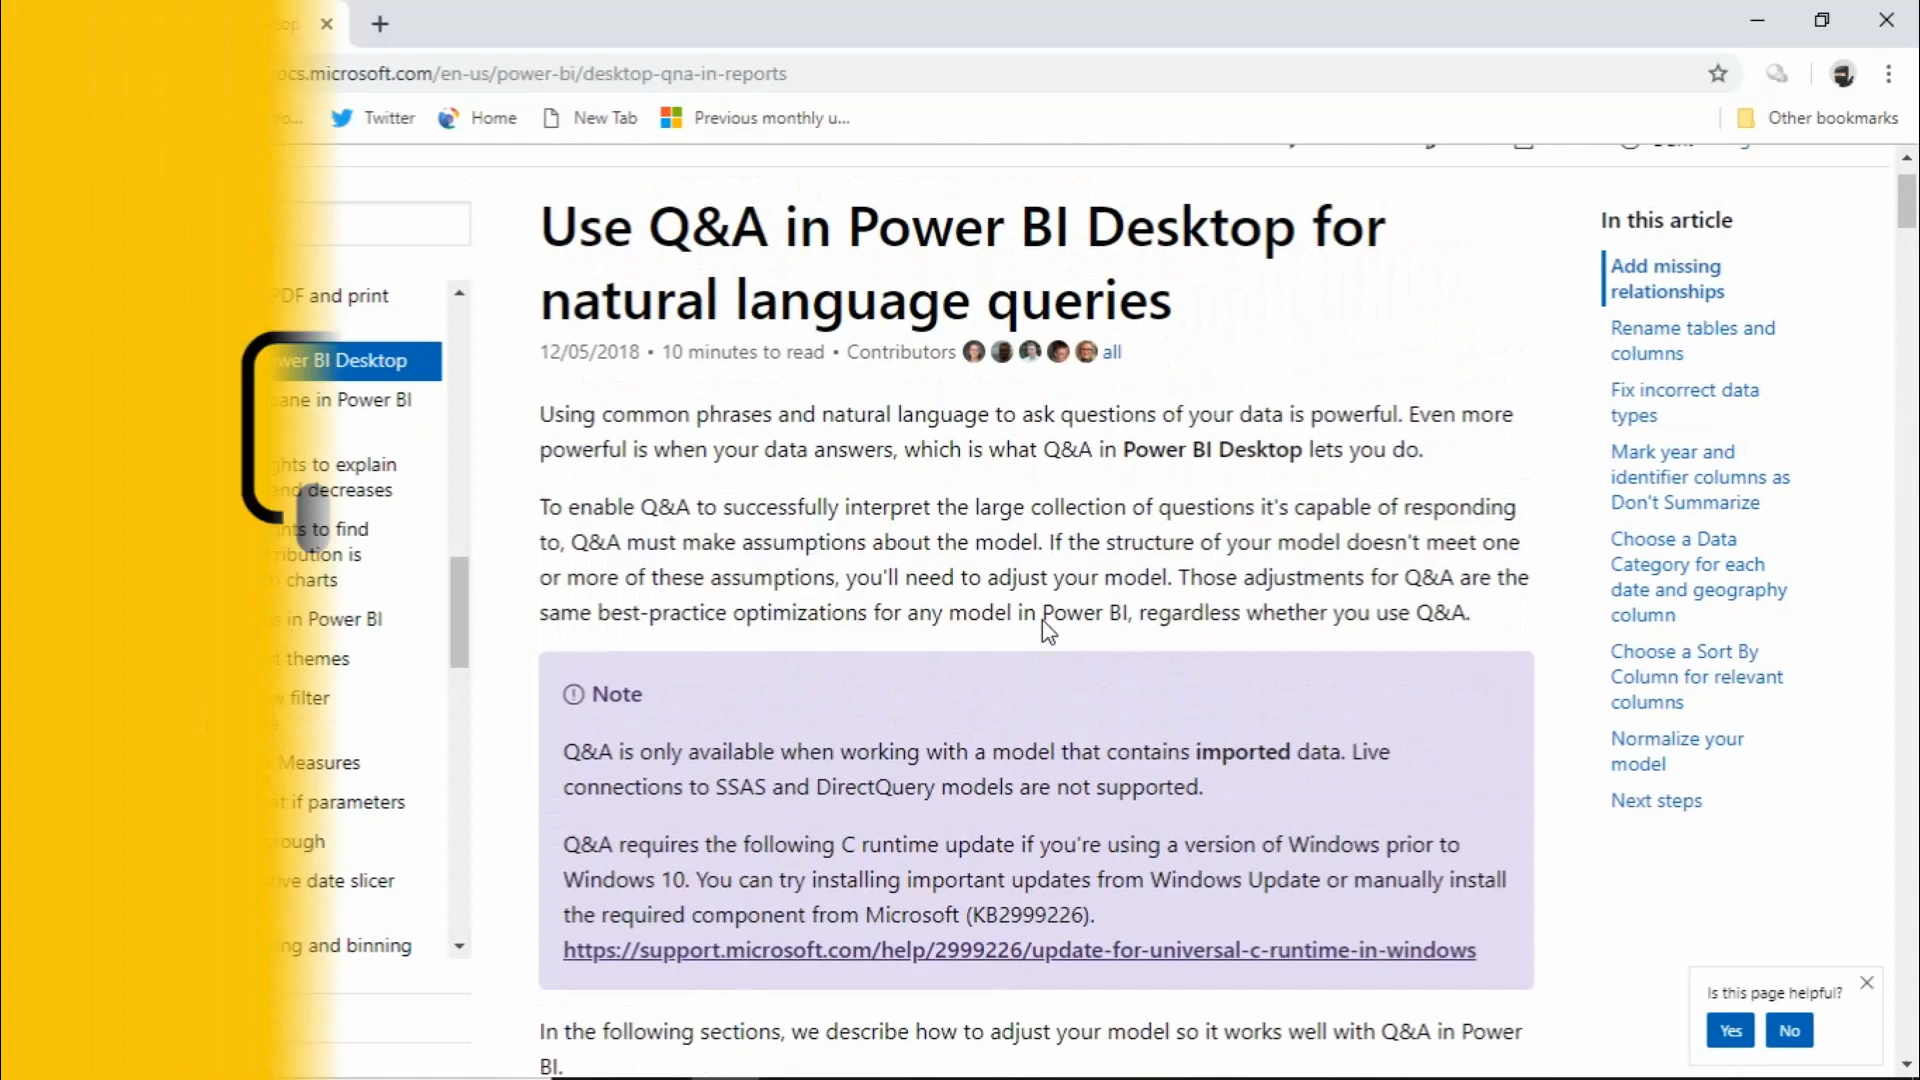 docs.microsoft.com/en-us/power-bi/desktop-qna-in-reports
Twitter
Home
New Tab
Previous monthly u...
Other bookmarks
PDF and print
Power BI Desktop
pane in Power BI
to explain
and decreases
to find
is
charts
in Power BI
themes
filter
Measures
if parameters
date slicer
and binning
Use Q&A in Power BI Desktop for
natural language queries
12/05/2018 • 10 minutes to read • Contributors all
Using common phrases and natural language to ask questions of your data is powerful. Even more
powerful is when your data answers, which is what Q&A in Power BI Desktop lets you do.
To enable Q&A to successfully interpret the large collection of questions it's capable of responding
to, Q&A must make assumptions about the model. If the structure of your model doesn't meet one
or more of these assumptions, you'll need to adjust your model. Those adjustments for Q&A are the
same best-practice optimizations for any model in Power BI, regardless whether you use Q&A.
Note
Q&A is only available when working with a model that contains imported data. Live
connections to SSAS and DirectQuery models are not supported.
Q&A requires the following C runtime update if you're using a version of Windows prior to
Windows 10. You can try installing important updates from Windows Update or manually install
the required component from Microsoft (KB2999226).
https://support.microsoft.com/help/2999226/update-for-universal-c-runtime-in-windows
In the following sections, we describe how to adjust your model so it works well with Q&A in Power
BI.
In this article
Add missing
relationships
Rename tables and
columns
Fix incorrect data
types
Mark year and
identifier columns as
Don't Summarize
Choose a Data
Category for each
date and geography
column
Choose a Sort By
Column for relevant
columns
Normalize your
model
Next steps
Is this page helpful?
Yes
No